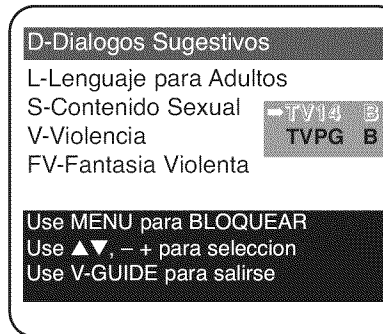 D-Dialogos Sugestivos
L-Lenguaje para Adultos
S-Contenido Sexual
➡TV14 B
V-Violencia
TVPG B
FV-Fantasia Violenta
Use MENU para BLOQUEAR
Use ▲▼, – + para seleccion
Use V-GUIDE para salirse